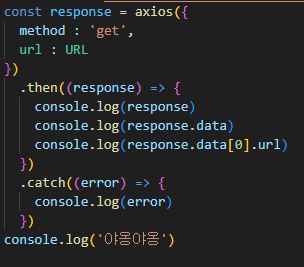 const response = axios({
  method : 'get',
  url : URL
})
  .then((response) => {
    console.log(response)
    console.log(response.data)
    console.log(response.data[0].url)
  })
  .catch((error) => {
    console.log(error)
  })
console.log('야옹야옹')